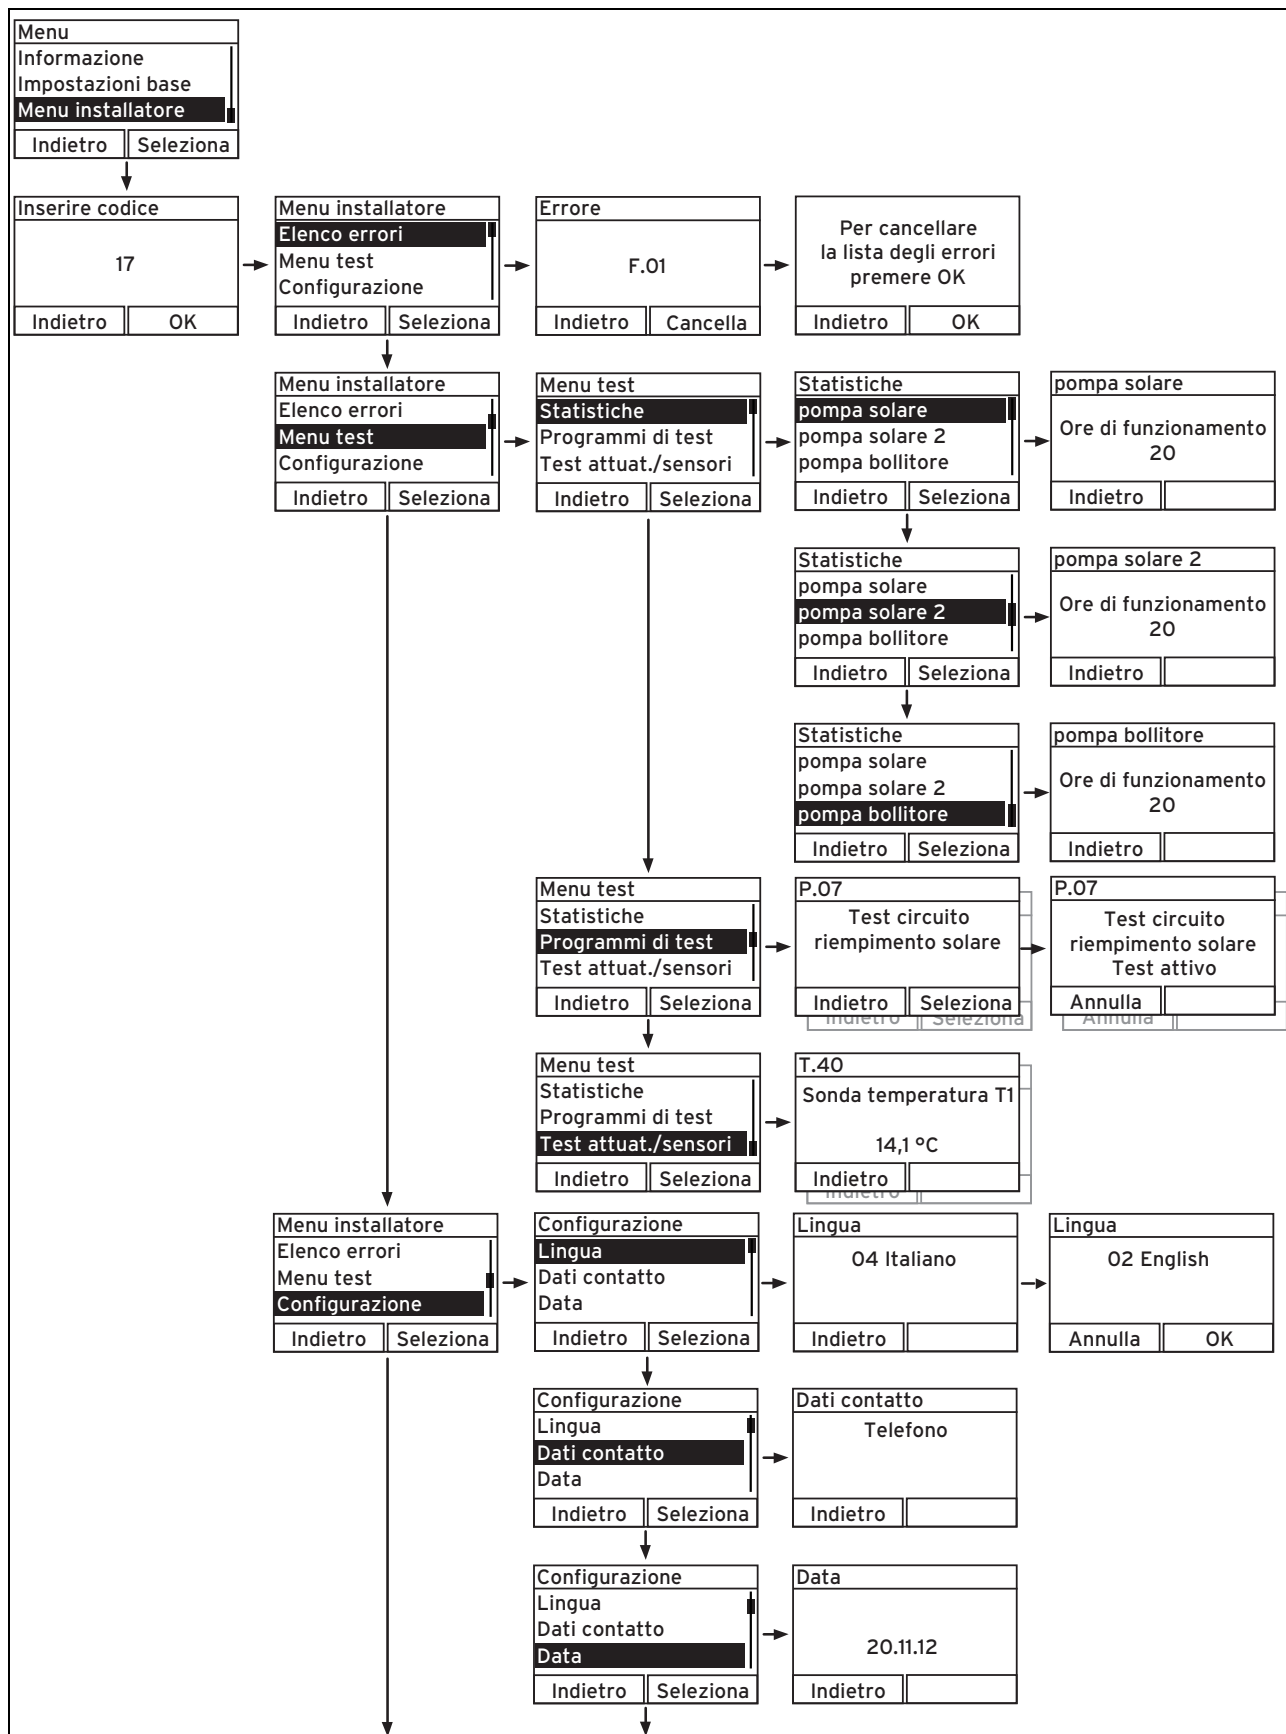 Menu
Informazione
Impostazioni base
Menu installatore
Indietro
Seleziona
Inserire codice
17
Indietro
OK
Menu installatore
Elenco errori
Menu test
Configurazione
Indietro
Seleziona
Errore
F.01
Indietro
Cancella
Per cancellare
la lista degli errori
premere OK
Indietro
OK
Menu installatore
Elenco errori
Menu test
Configurazione
Indietro
Seleziona
Menu test
Statistiche
Programmi di test
Test attuat./sensori
Indietro
Seleziona
Statistiche
pompa solare
pompa solare 2
pompa bollitore
Indietro
Seleziona
pompa solare
Ore di funzionamento
20
Indietro
Statistiche
pompa solare
pompa solare 2
pompa bollitore
Indietro
Seleziona
pompa solare 2
Ore di funzionamento
20
Indietro
Statistiche
pompa solare
pompa solare 2
pompa bollitore
Indietro
Seleziona
pompa bollitore
Ore di funzionamento
20
Indietro
Menu test
Statistiche
Programmi di test
Test attuat./sensori
Indietro
Seleziona
P.07
Test circuito
riempimento solare
Indietro
Seleziona
Indietro
Seleziona
P.07
Test circuito
riempimento solare
Test attivo
Annulla
Annulla
Menu test
Statistiche
Programmi di test
Test attuat./sensori
Indietro
Seleziona
T.40
Sonda temperatura T1
14,1 °C
Indietro
Indietro
Menu installatore
Elenco errori
Menu test
Configurazione
Indietro
Seleziona
Configurazione
Lingua
Dati contatto
Data
Indietro
Seleziona
Lingua
04 Italiano
Indietro
Lingua
02 English
Annulla
OK
Configurazione
Lingua
Dati contatto
Data
Indietro
Seleziona
Dati contatto
Telefono
Indietro
Configurazione
Lingua
Dati contatto
Data
Indietro
Seleziona
Data
20.11.12
Indietro